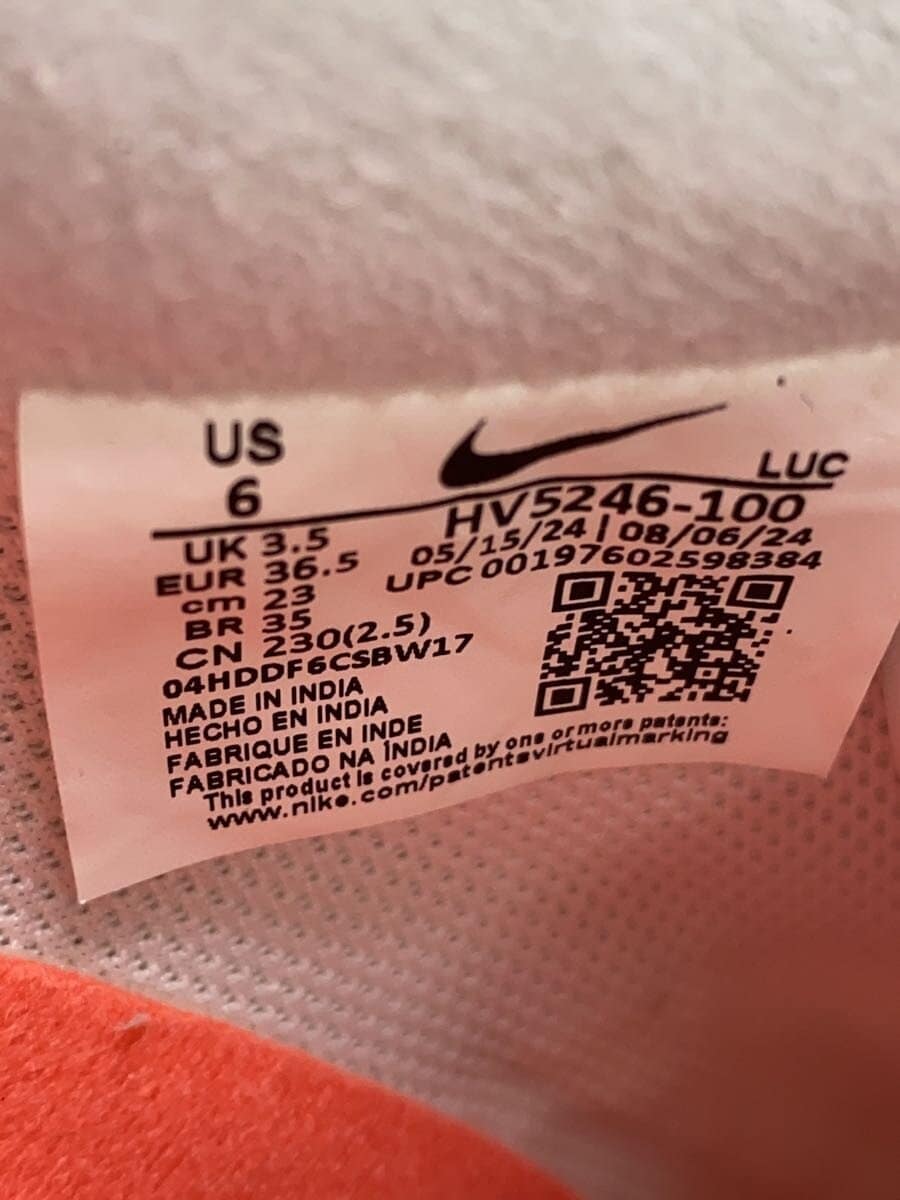 US
6
LUC
UK 3.5
EUR 36.5
cm 23
BR 35
CN 230(2.5)
04HDDF6CSBW17
HV5246-100
05/15/24 | 08/06/24
UPC 00197602598384
MADE IN INDIA
HECHO EN INDIA
FABRIQUE EN INDE
FABRICADO NA ÍNDIA
This product is covered by one or more patents:
www.nike.com/patentsvirtualmarking